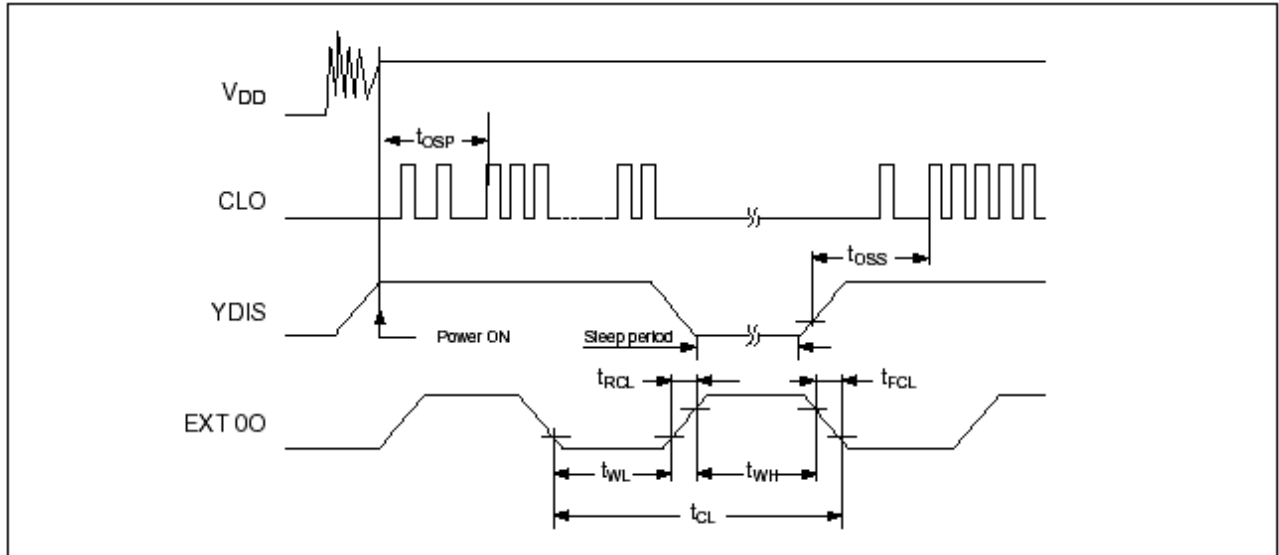 VDD
tOSP
CLO
tOSS
YDIS
Power ON
Sleep period
tRCL
tFCL
EXT 0O
tWL
tWH
tCL